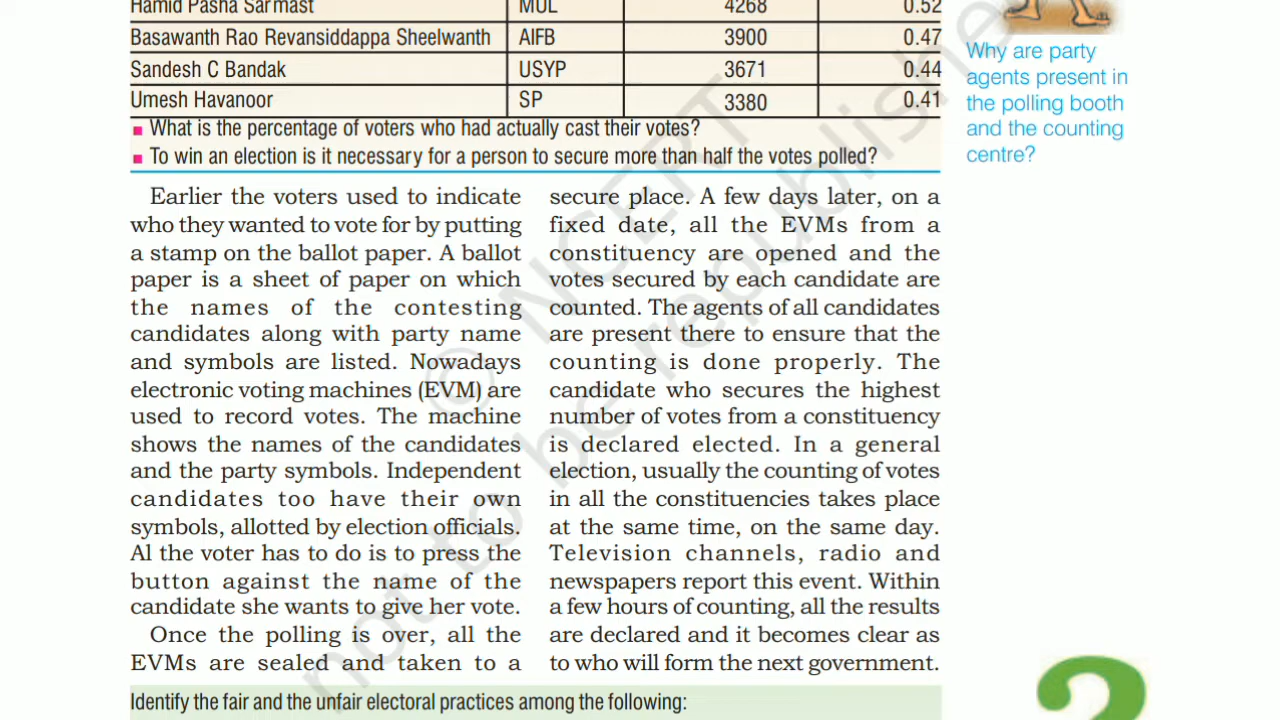 Hamid Pasha Sarmast MUL 4268 0.52
Basawanth Rao Revansiddappa Sheelwanth AIFB 3900 0.47
Sandesh C Bandak USYP 3671 0.44
Umesh Havanoor SP 3380 0.41
What is the percentage of voters who had actually cast their votes?
To win an election is it necessary for a person to secure more than half the votes polled?
Why are party
agents present in
the polling booth
and the counting
centre?
Earlier the voters used to indicate
who they wanted to vote for by putting
a stamp on the ballot paper. A ballot
paper is a sheet of paper on which
the names of the contesting
candidates along with party name
and symbols are listed. Nowadays
electronic voting machines (EVM) are
used to record votes. The machine
shows the names of the candidates
and the party symbols. Independent
candidates too have their own
symbols, allotted by election officials.
Al the voter has to do is to press the
button against the name of the
candidate she wants to give her vote.
Once the polling is over, all the
EVMs are sealed and taken to a
secure place. A few days later, on a
fixed date, all the EVMs from a
constituency are opened and the
votes secured by each candidate are
counted. The agents of all candidates
are present there to ensure that the
counting is done properly. The
candidate who secures the highest
number of votes from a constituency
is declared elected. In a general
election, usually the counting of votes
in all the constituencies takes place
at the same time, on the same day.
Television channels, radio and
newspapers report this event. Within
a few hours of counting, all the results
are declared and it becomes clear as
to who will form the next government.
Identify the fair and the unfair electoral practices among the following:
?
© NCERT
not to be republished